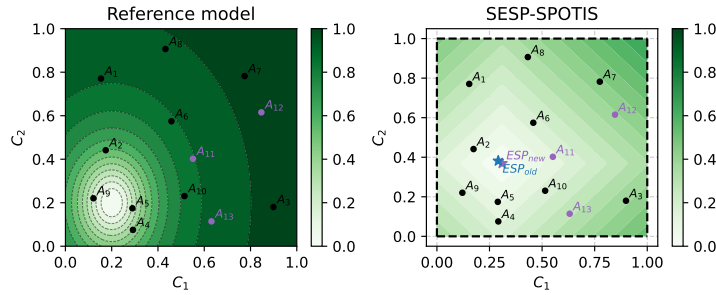 Reference model
SESP-SPOTIS
1.0
0.8
0.6
0.4
0.2
0.0
C2
0.0 0.2 0.4 0.6 0.8 1.0
C1
A1
A2
A3
A4
A5
A6
A7
A8
A9
A10
A11
A12
A13
1.0
0.8
0.6
0.4
0.2
0.0
1.0
0.8
0.6
0.4
0.2
0.0
C2
0.00 0.25 0.50 0.75 1.00
C1
A1
A2
A3
A4
A5
A6
A7
A8
A9
A10
A11
A12
A13
ESPnew
ESPold
1.0
0.8
0.6
0.4
0.2
0.0